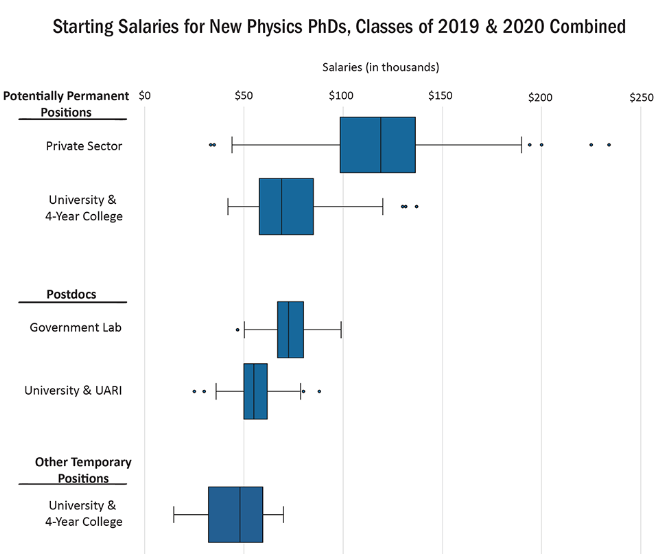 Starting Salaries for New Physics PhDs, Classes of 2019 & 2020 Combined
Salaries (in thousands)
$0 $50 $100 $150 $200 $250
Potentially Permanent
Positions
Private Sector
University &
4-Year College
Postdocs
Government Lab
University & UARI
Other Temporary
Positions
University &
4-Year College